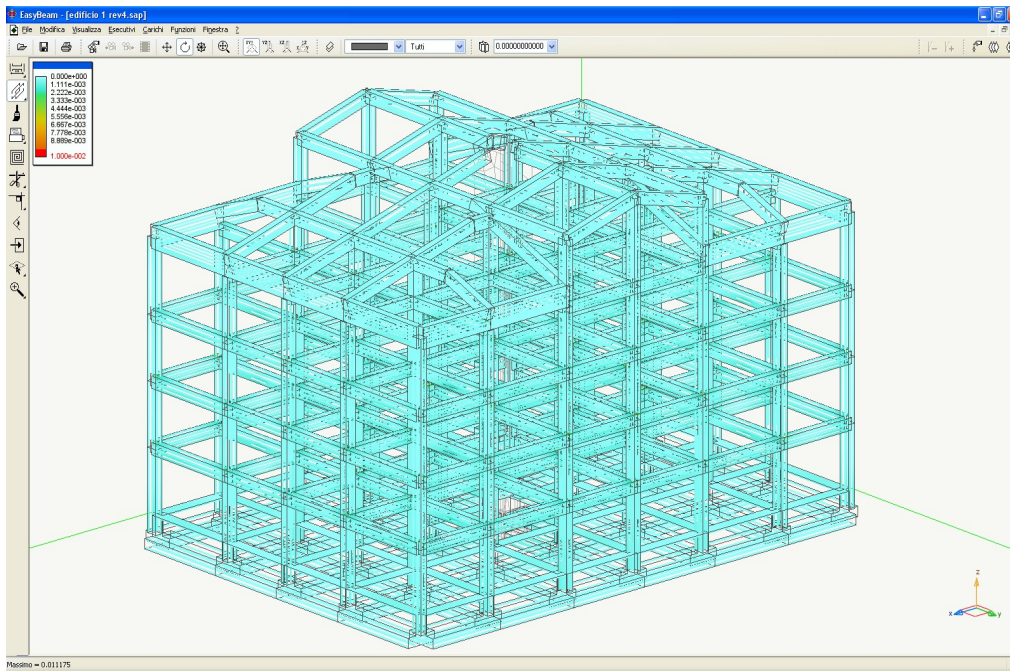 EasyBeam - [edificio 1 rev4.sap]
File Modifica Visualizza Esecutivi Carichi Funzioni Finestra ?
Tutti 0.00000000000
0.000e+000
1.111e-003
2.222e-003
3.333e-003
4.444e-003
5.556e-003
6.667e-003
7.778e-003
8.889e-003
1.000e-002
z
x y
Massimo = 0.011175